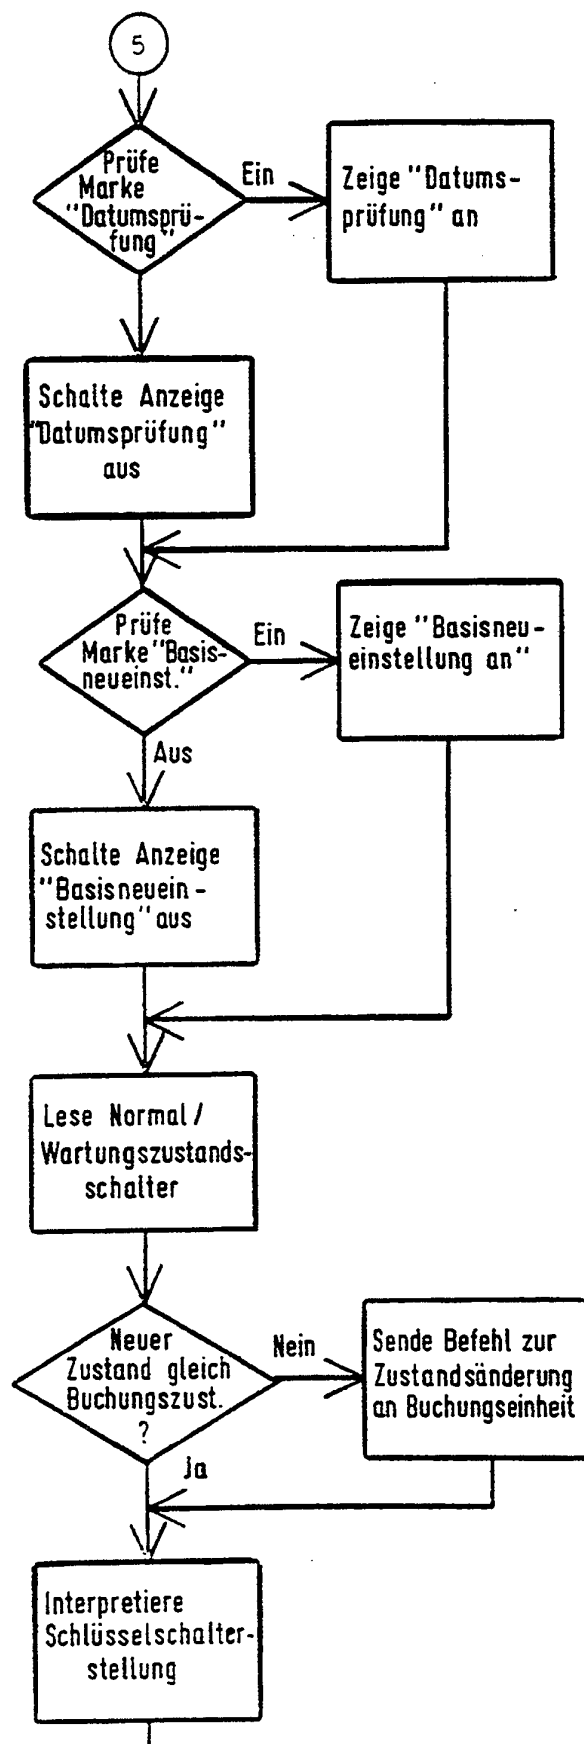 5
Prüfe
Marke
"Datumsprü-
fung"
Ein
Zeige "Datums-
prüfung" an
Schalte Anzeige
"Datumsprüfung"
aus
Prüfe
Marke "Basis-
neueinst."
Ein
Zeige "Basisneu-
einstellung an"
Aus
Schalte Anzeige
"Basisneuein-
stellung" aus
Lese Normal/
Wartungszustands-
schalter
Neuer
Zustand gleich
Buchungszust.
?
Nein
Sende Befehl zur
Zustandsänderung
an Buchungseinheit
Ja
Interpretiere
Schlüsselschalter-
stellung